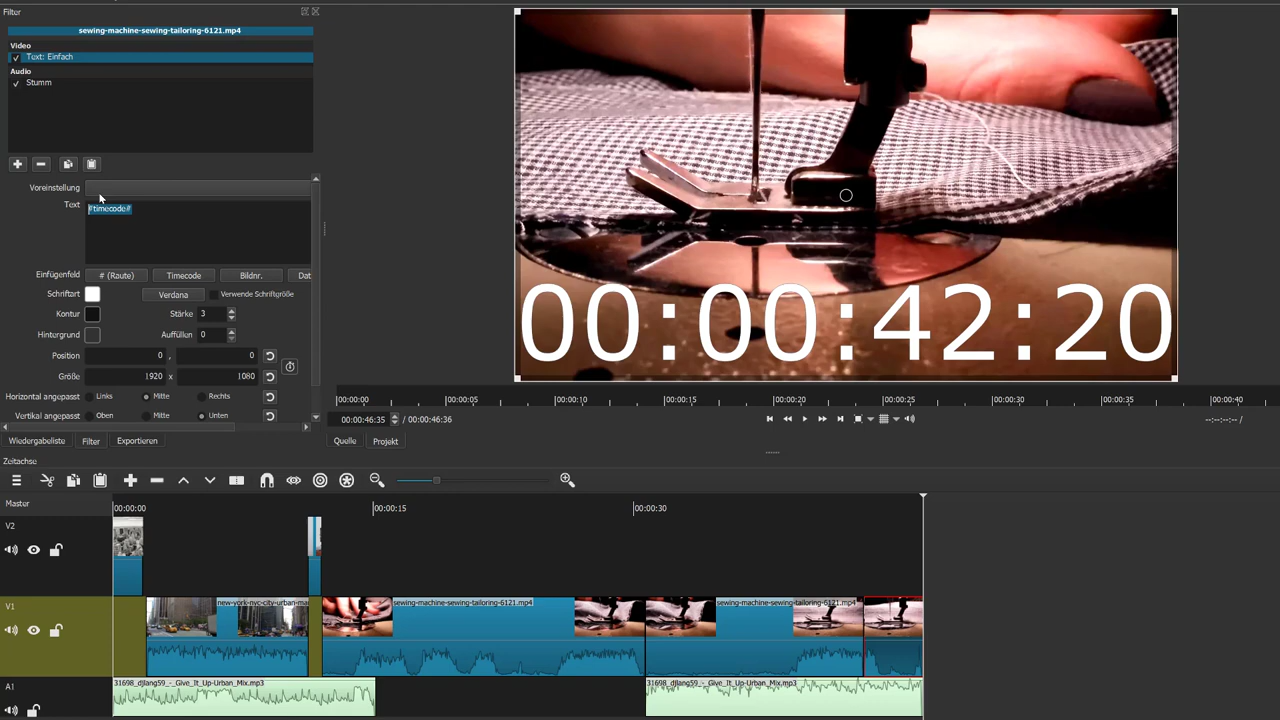 Filter
sewing-machine-sewing-tailoring-6121.mp4
Video
Text: Einfach
Audio
Stumm
Voreinstellung
Text
#timecode#
Einfügenfeld
# (Route)
Timecode
Bildnr.
Dat
Schriftart
Verdana
Verwende Schriftgröße
Kontur
Stärke
3
Hintergrund
Auffüllen
0
Position
0
,
0
Größe
1920
x
1080
Horizontal angepasst
Links
Mitte
Rechts
Vertikal angepasst
Oben
Mitte
Unten
Wiedergabeliste
Filter
Exportieren
00:00:42:20
00:00:00
00:00:05
00:00:10
00:00:15
00:00:20
00:00:25
00:00:30
00:00:35
00:00:40
00:00:46:35
/ 00:00:46:36
--:--:--:-- /
Quelle
Projekt
Zeitachse
Master
00:00:00
00:00:15
00:00:30
V2
V1
new-york-nyc-city-urban-ma
sewing-machine-sewing-tailoring-6121.mp4
sewing-machine-sewing-tailoring-6121.mp4
A1
31698_djlang59_-_Give_It_Up-Urban_Mix.mp3
31698_djlang59_-_Give_It_Up-Urban_Mix.mp3